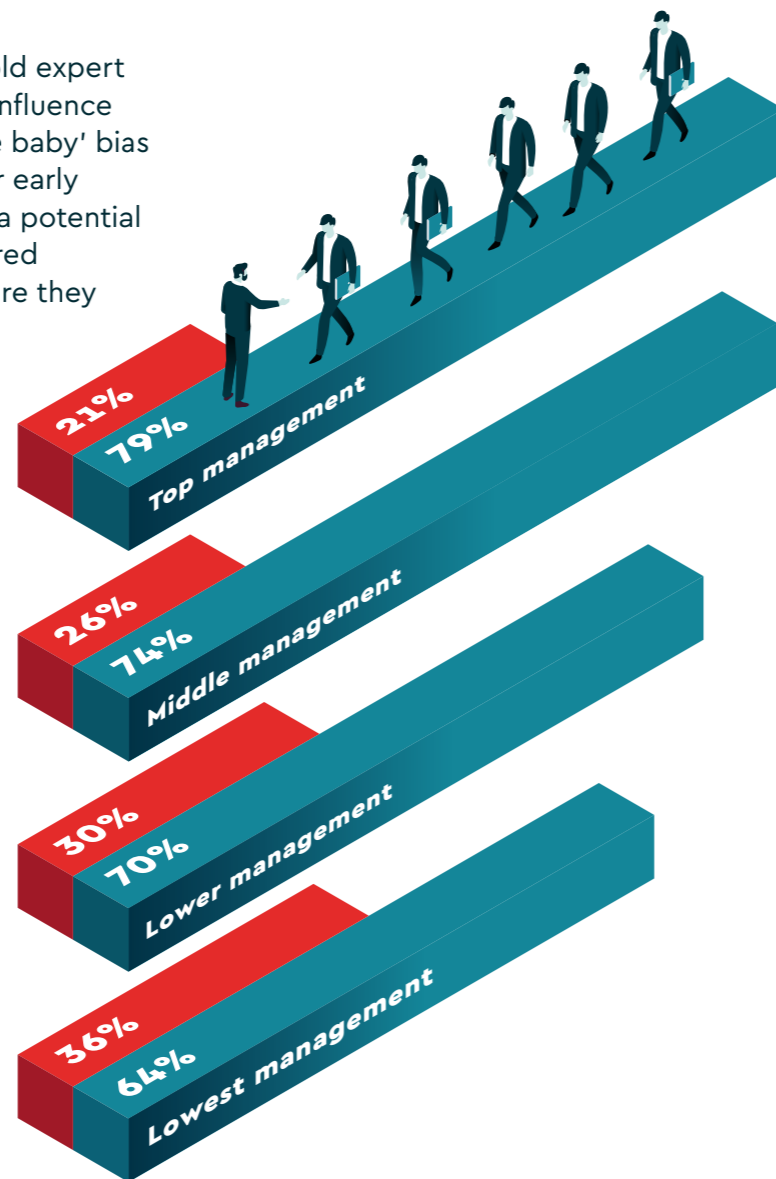 ld expert
nfluence
e baby' bias
r early
a potential
red
re they
21%
79%
Top management
26%
74%
Middle management
30%
70%
Lower management
36%
64%
Lowest management